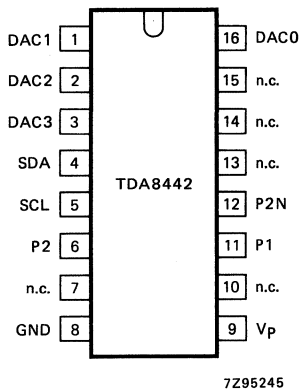 DAC1 1 16 DAC0
DAC2 2 15 n.c.
DAC3 3 14 n.c.
SDA 4 13 n.c.
TDA8442
SCL 5 12 P2N
P2 6 11 P1
n.c. 7 10 n.c.
GND 8 9 Vp
7Z95245